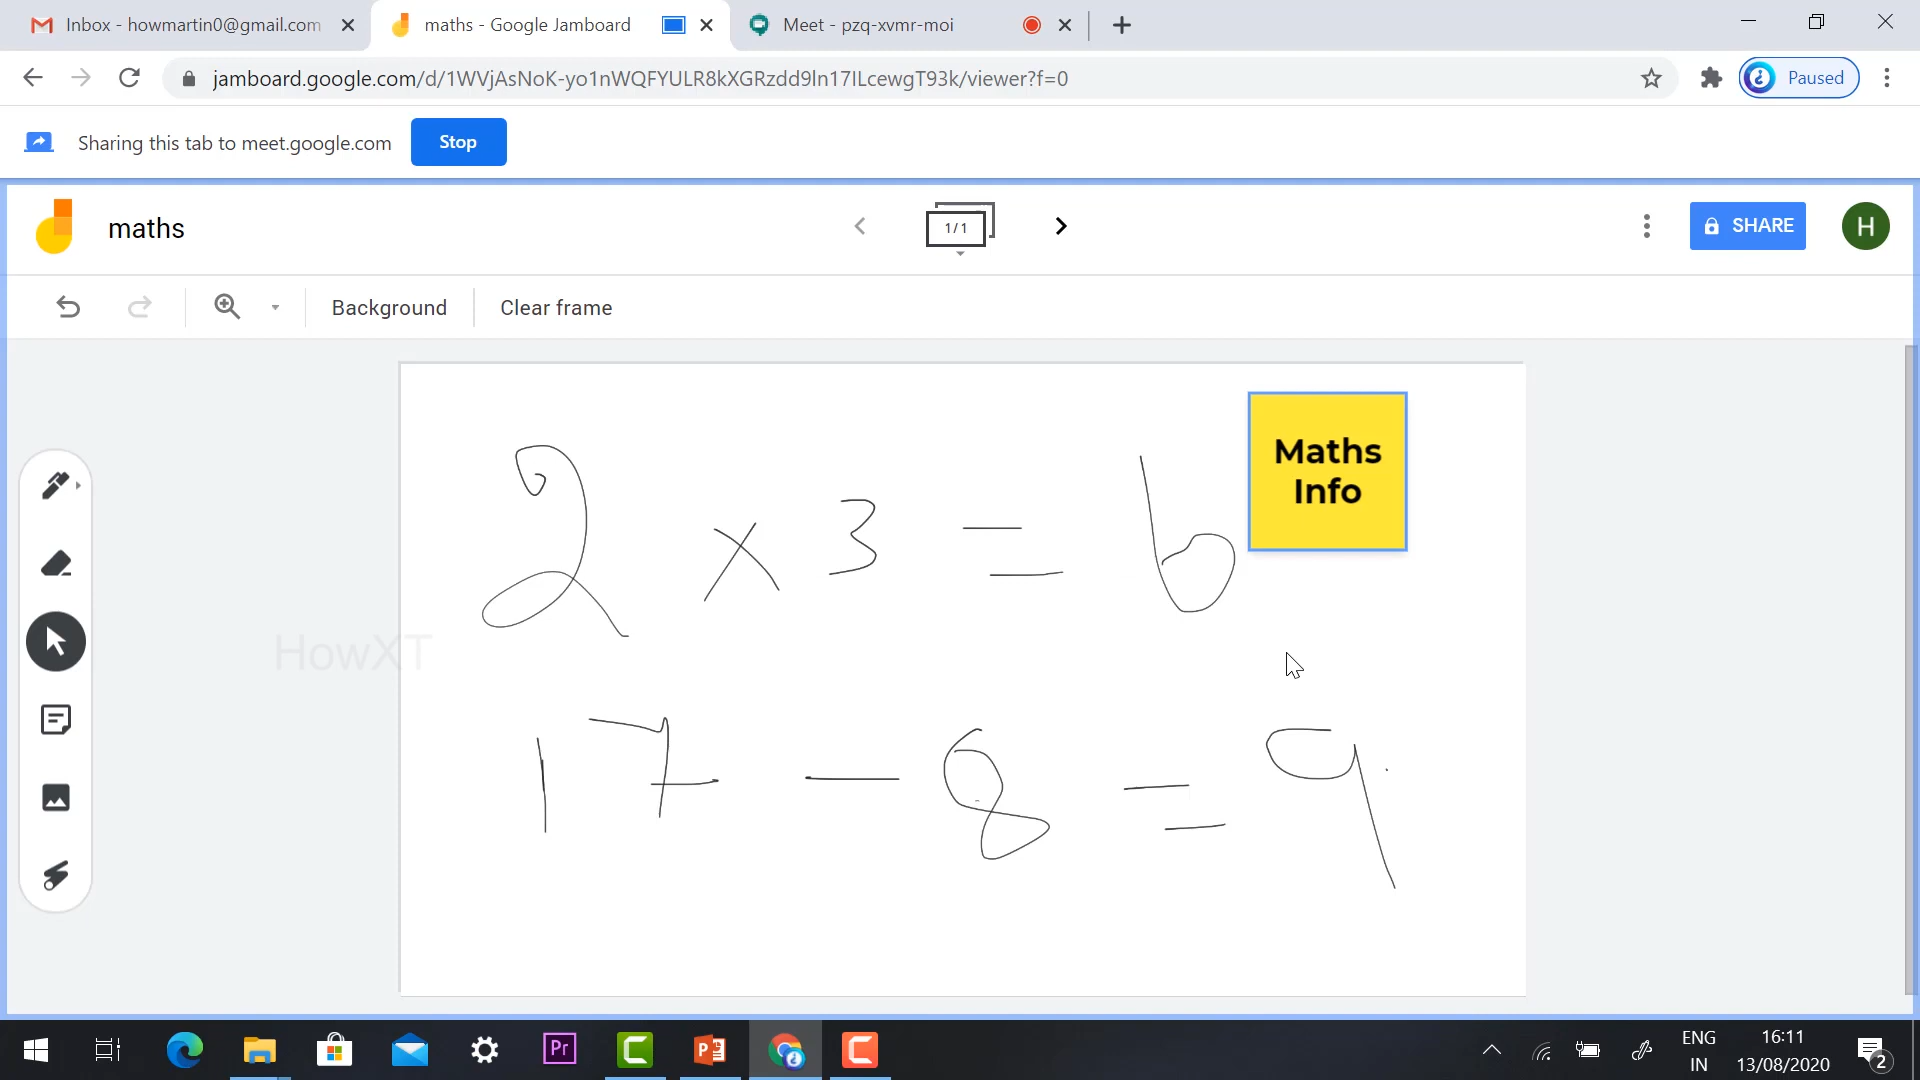 Inbox - howmartin0@gmail.com
maths - Google Jamboard
Meet - pzq-xvmr-moi
jamboard.google.com/d/1WVjAsNoK-yo1nWQFYULR8kXGRzdd9ln17ILcewgT93k/viewer?f=0
Paused
Sharing this tab to meet.google.com
Stop
maths
1/1
SHARE
H
Background
Clear frame
Maths
Info
2 x 3 = 6
HowXT
17 - 8 = 9
Pr
P
ENG
IN
16:11
13/08/2020
2